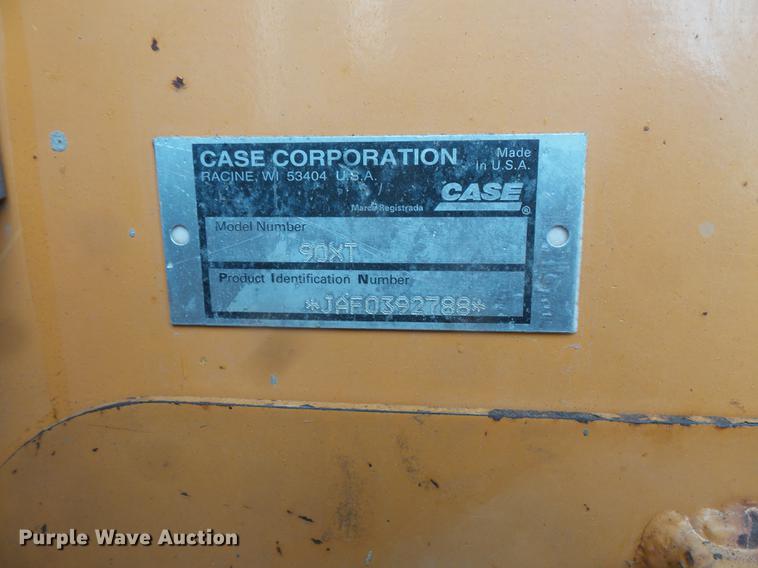 CASE CORPORATION
RACINE, WI 53404 U.S.A.
Made
in U.S.A.
CASE
®
Marca Registrada
Model Number
90XT
Product Identification Number
*JAF0392788*
Purple Wave Auction